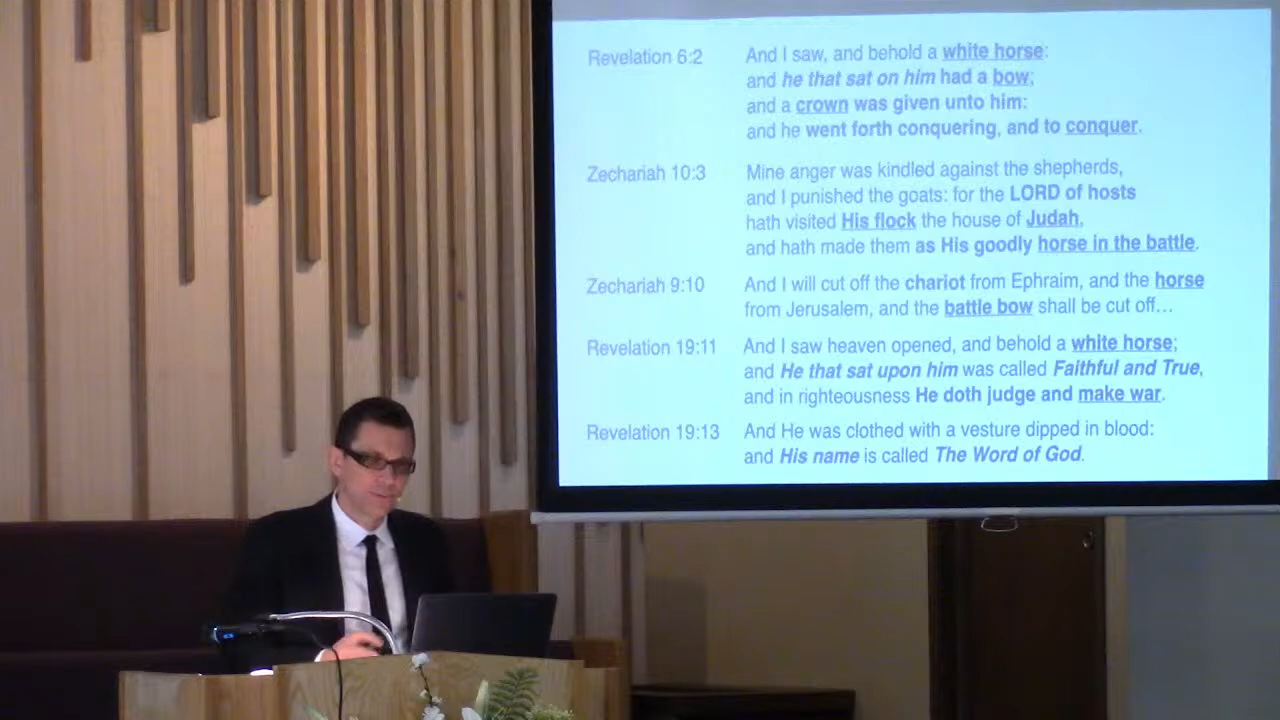 Revelation 6:2 And I saw, and behold a white horse:
and he that sat on him had a bow;
and a crown was given unto him:
and he went forth conquering, and to conquer.
Zechariah 10:3 Mine anger was kindled against the shepherds,
and I punished the goats: for the LORD of hosts
hath visited His flock the house of Judah,
and hath made them as His goodly horse in the battle.
Zechariah 9:10 And I will cut off the chariot from Ephraim, and the horse
from Jerusalem, and the battle bow shall be cut off…
Revelation 19:11 And I saw heaven opened, and behold a white horse;
and He that sat upon him was called Faithful and True,
and in righteousness He doth judge and make war.
Revelation 19:13 And He was clothed with a vesture dipped in blood:
and His name is called The Word of God.